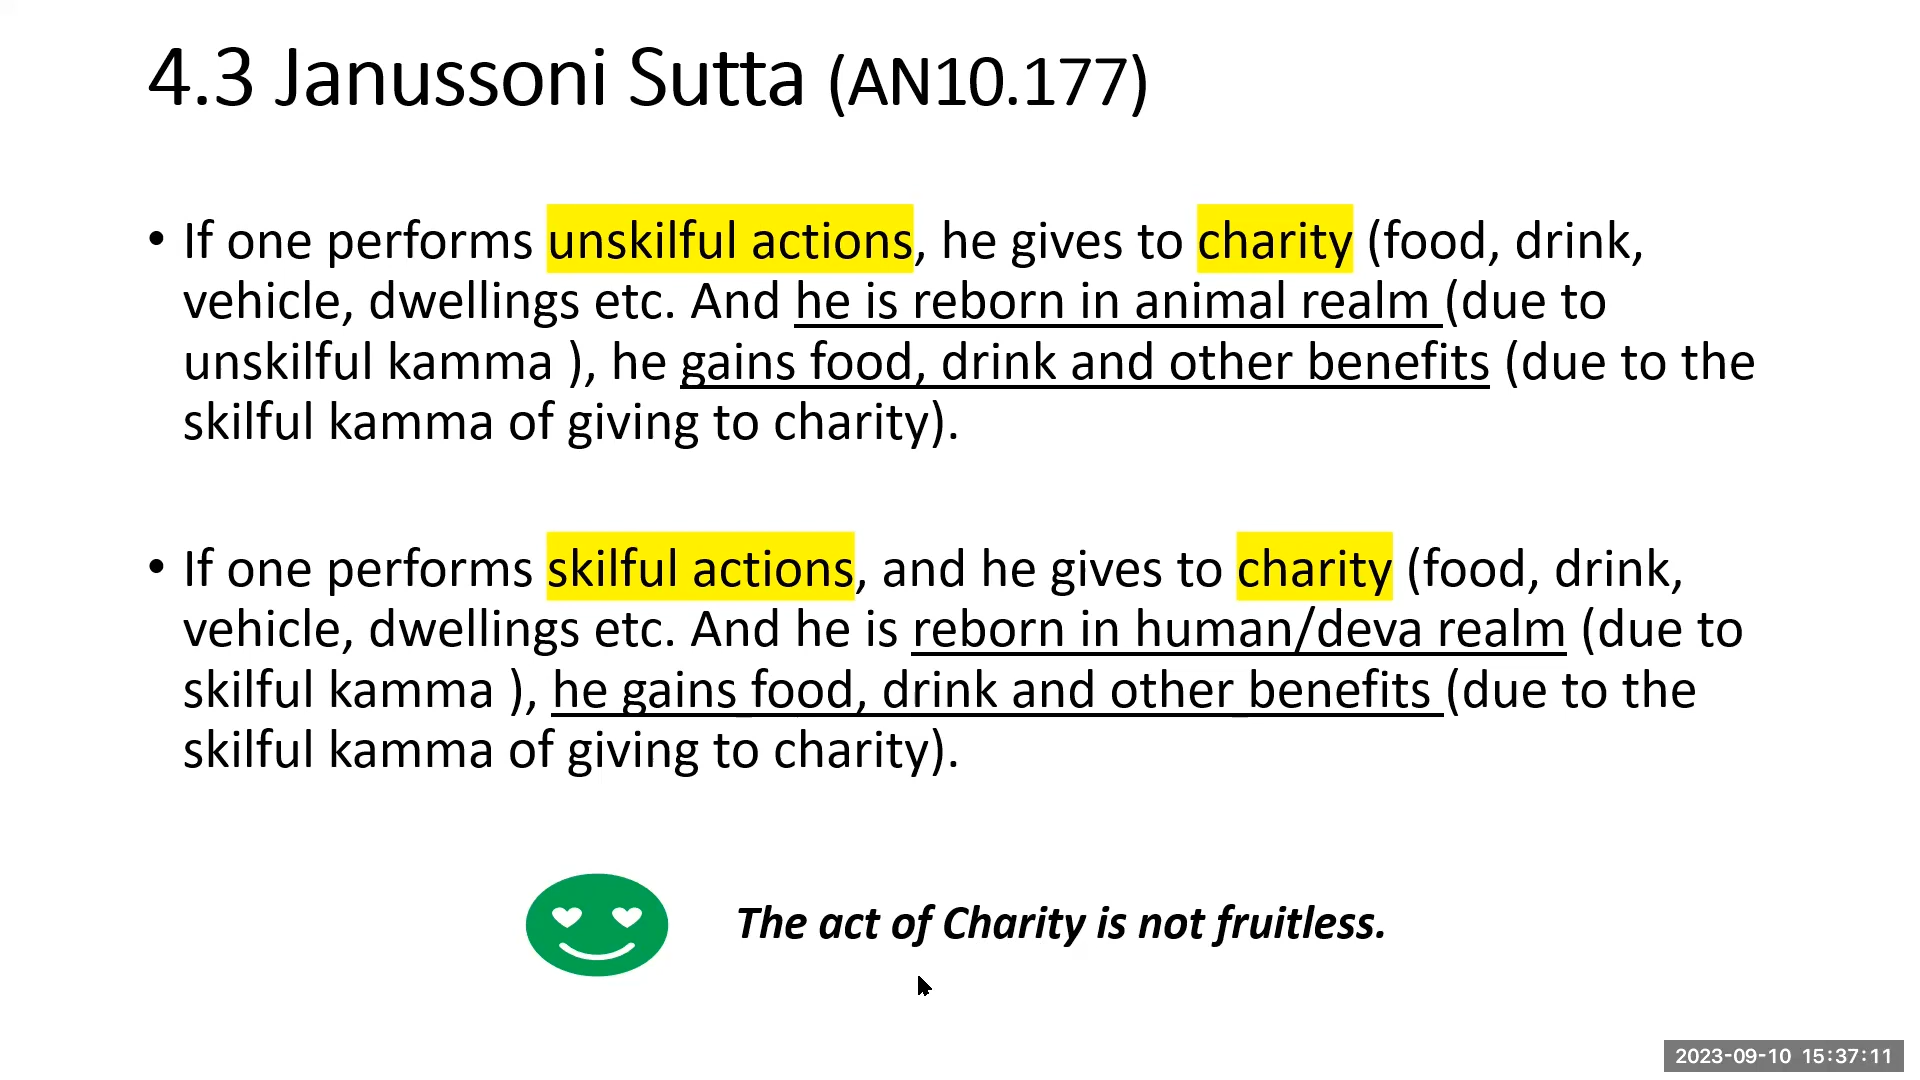 4.3 Janussoni Sutta (AN10.177)
• If one performs unskilful actions, he gives to charity (food, drink,
vehicle, dwellings etc. And he is reborn in animal realm (due to
unskilful kamma ), he gains food, drink and other benefits (due to the
skilful kamma of giving to charity).
• If one performs skilful actions, and he gives to charity (food, drink,
vehicle, dwellings etc. And he is reborn in human/deva realm (due to
skilful kamma ), he gains food, drink and other benefits (due to the
skilful kamma of giving to charity).
The act of Charity is not fruitless.
2023-09-10 15:37:11